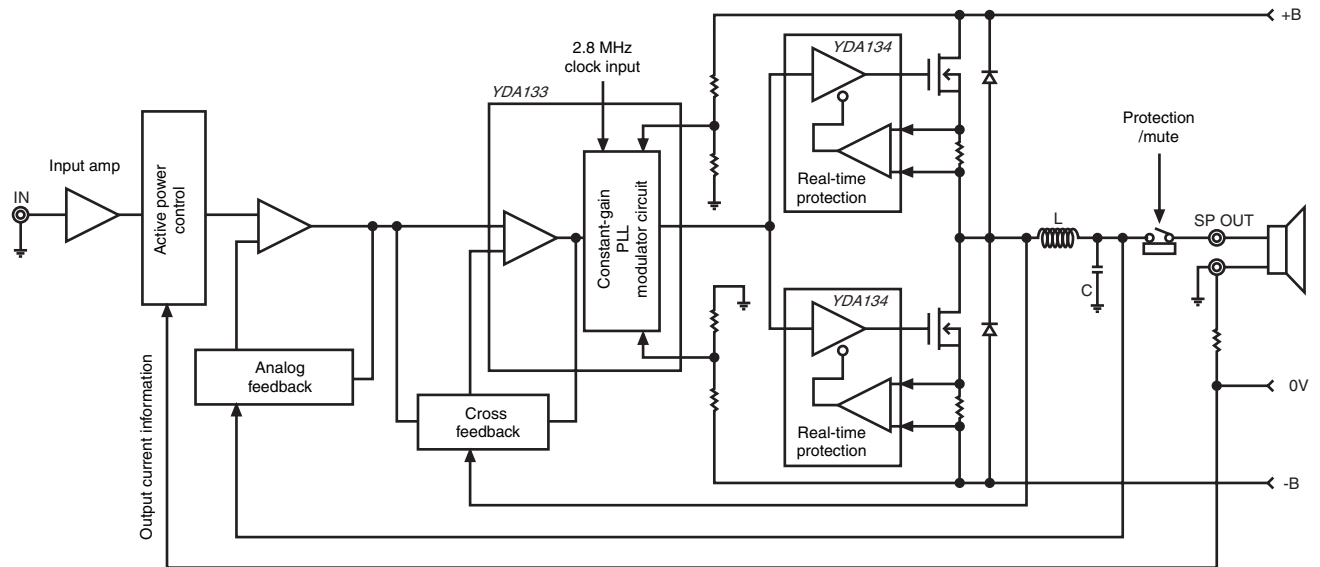 +B
2.8 MHz
clock input
YDA133
YDA134
Input amp
IN
Active power
control
Constant-gain
PLL
modulator circuit
Real-time
protection
Protection
/mute
L
SP OUT
C
YDA134
Real-time
protection
Analog
feedback
Cross
feedback
Output current information
0V
-B